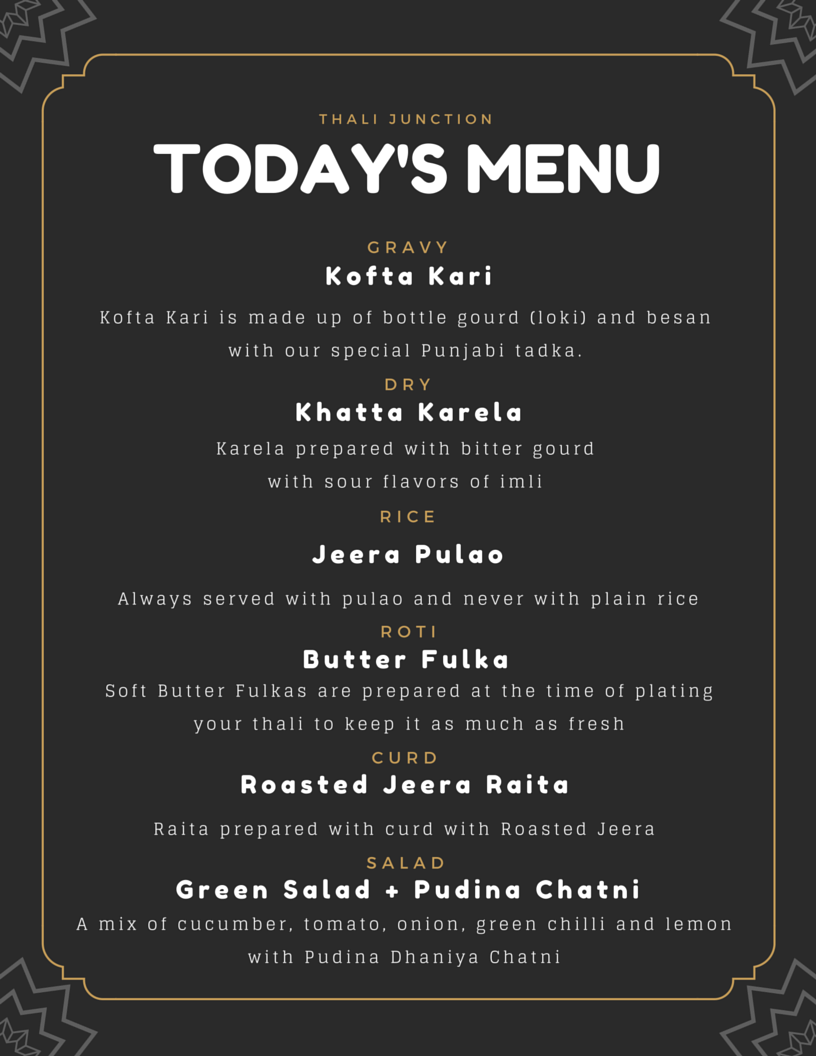 THALI JUNCTION
TODAY'S MENU
GRAVY
Kofta Kari
Kofta Kari is made up of bottle gourd (loki) and besan
with our special Punjabi tadka.
DRY
Khatta Karela
Karela prepared with bitter gourd
with sour flavors of imli
RICE
Jeera Pulao
Always served with pulao and never with plain rice
ROTI
Butter Fulka
Soft Butter Fulkas are prepared at the time of plating
your thali to keep it as much as fresh
CURD
Roasted Jeera Raita
Raita prepared with curd with Roasted Jeera
SALAD
Green Salad + Pudina Chatni
A mix of cucumber, tomato, onion, green chilli and lemon
with Pudina Dhaniya Chatni